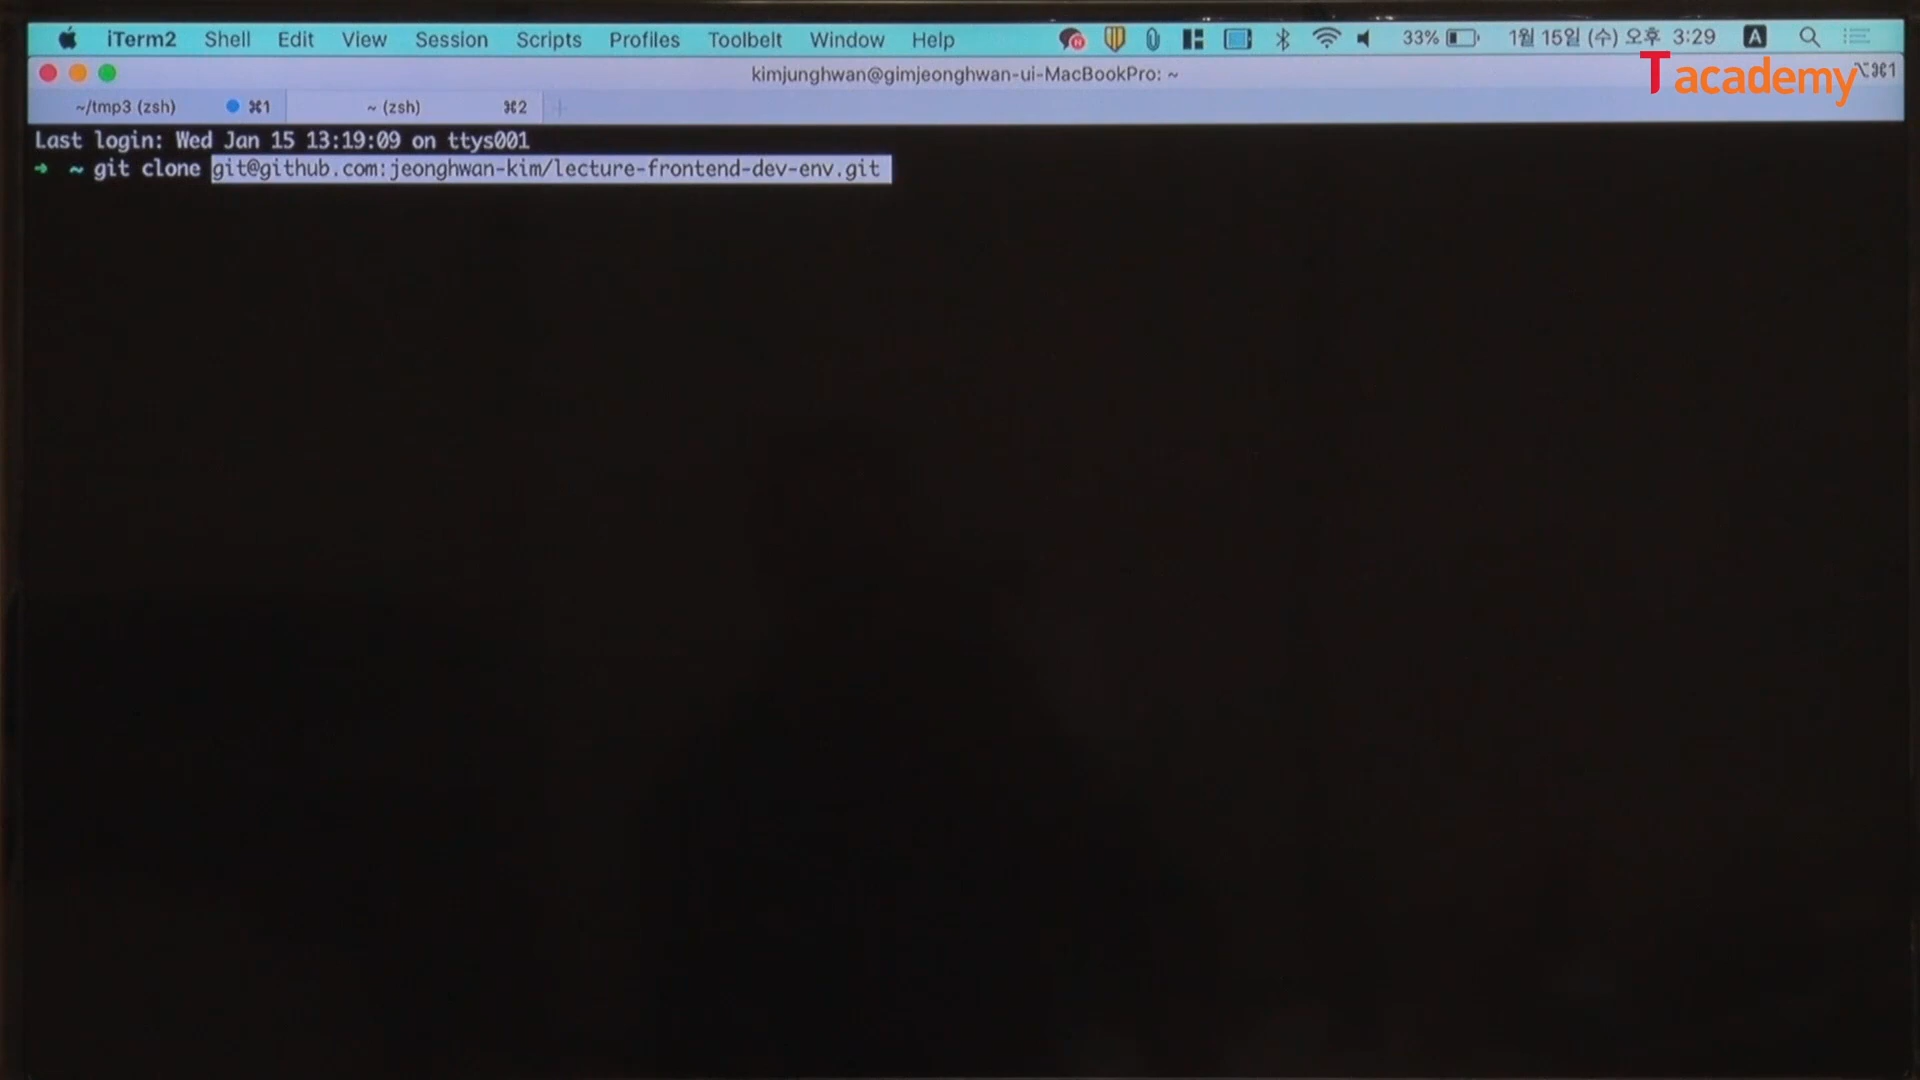 iTerm2 Shell Edit View Session Scripts Profiles Toolbelt Window Help 33% 1월 15일 (수) 오후 3:29 A
kimjunghwan@gimjeonghwan-ui-MacBookPro: ~ ⌥⌘1
Tacademy
~/tmp3 (zsh) ⌘1 ~ (zsh) ⌘2 +
Last login: Wed Jan 15 13:19:09 on ttys001
➜ ~ git clone git@github.com:jeonghwan-kim/lecture-frontend-dev-env.git